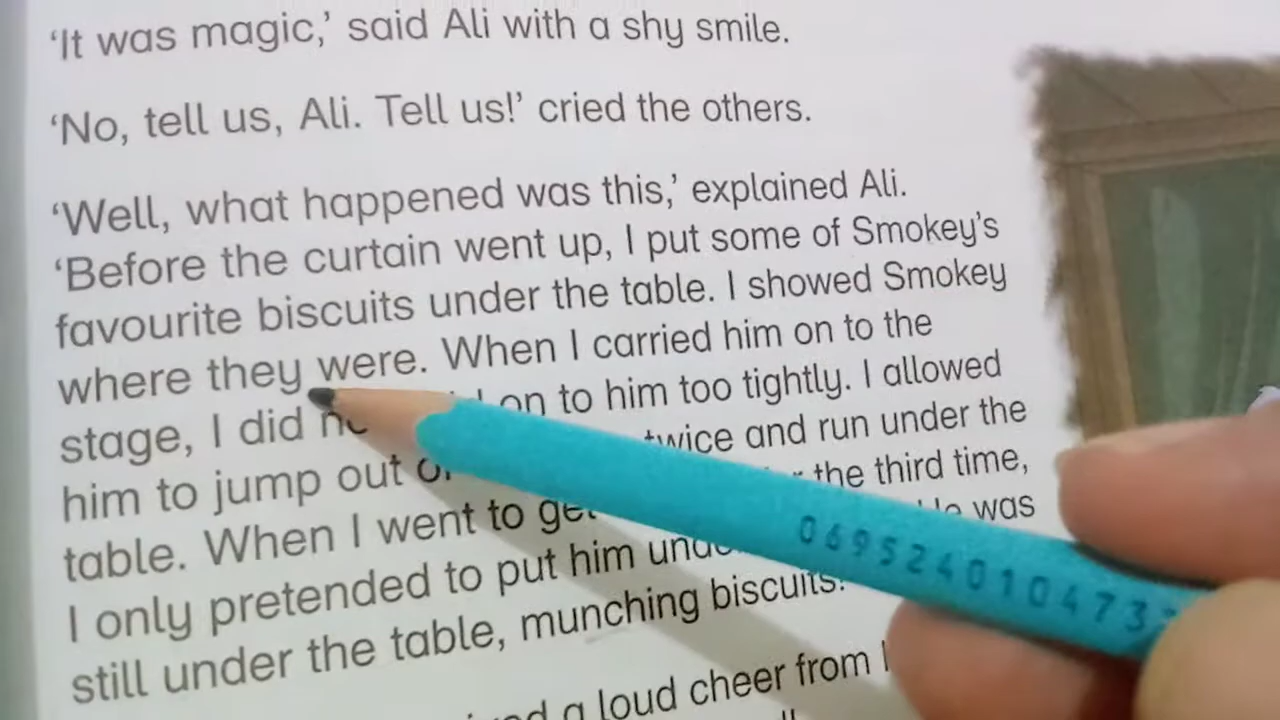 ‘It was magic,’ said Ali with a shy smile.
‘No, tell us, Ali. Tell us!’ cried the others.
‘Well, what happened was this,’ explained Ali.
‘Before the curtain went up, I put some of Smokey’s
favourite biscuits under the table. I showed Smokey
where they were. When I carried him on to the
stage, I did on to him too tightly. I allowed
him to jump out twice and run under the
table. When I went to the third time,
I only pretended to put him was
still under the table, munching biscuits.
a loud cheer from
069524010473